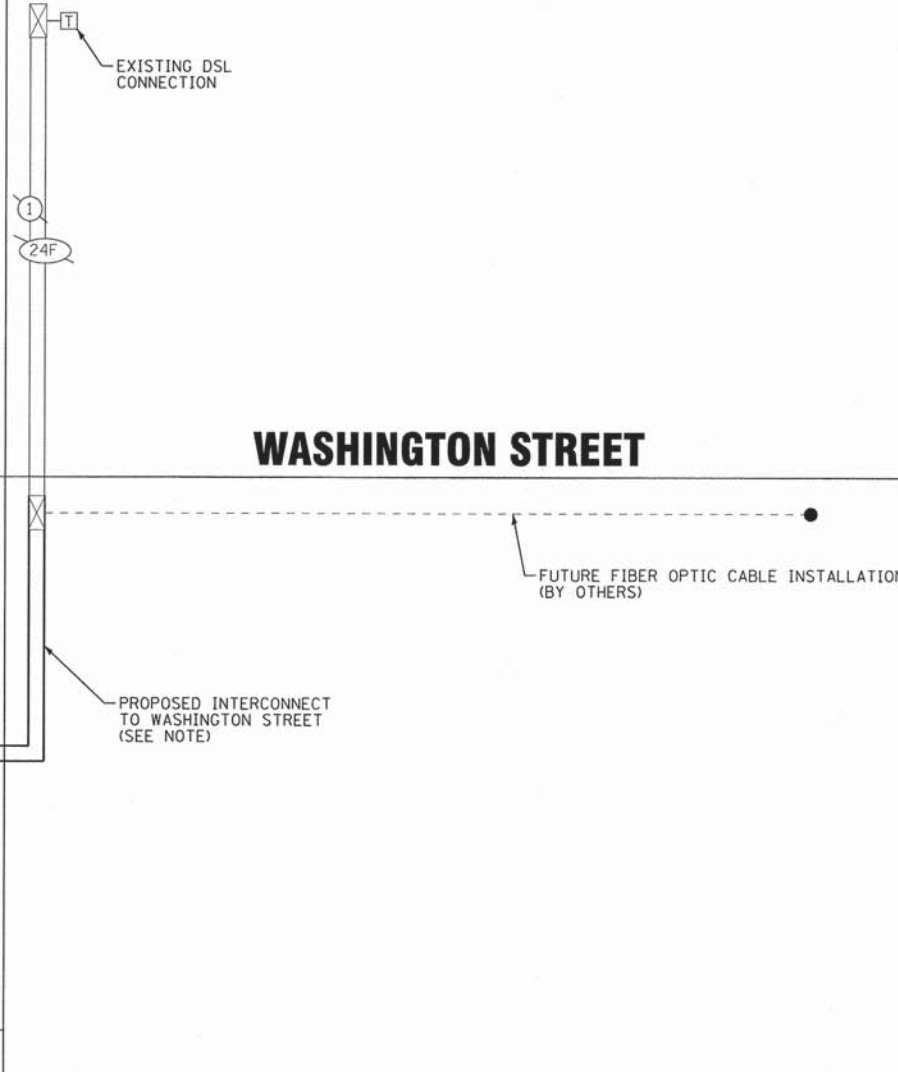 T
EXISTING DSL
CONNECTION
1
24F
WASHINGTON STREET
FUTURE FIBER OPTIC CABLE INSTALLATION
(BY OTHERS)
PROPOSED INTERCONNECT
TO WASHINGTON STREET
(SEE NOTE)